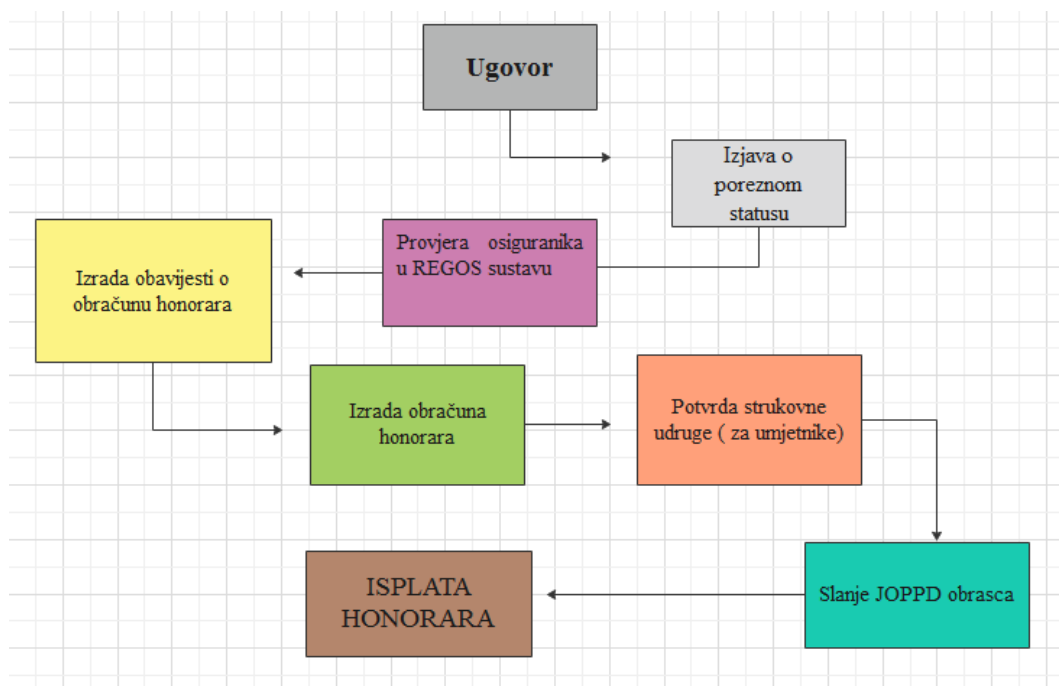 Ugovor
Izjava o
poreznom
statusu
Provjera osiguranika
u REGOS sustavu
Izrada obavijesti o
obračunu honorara
Izrada obračuna
honorara
Potvrda strukovne
udruge ( za umjetnike)
Slanje JOPPD obrasca
ISPLATA
HONORARA